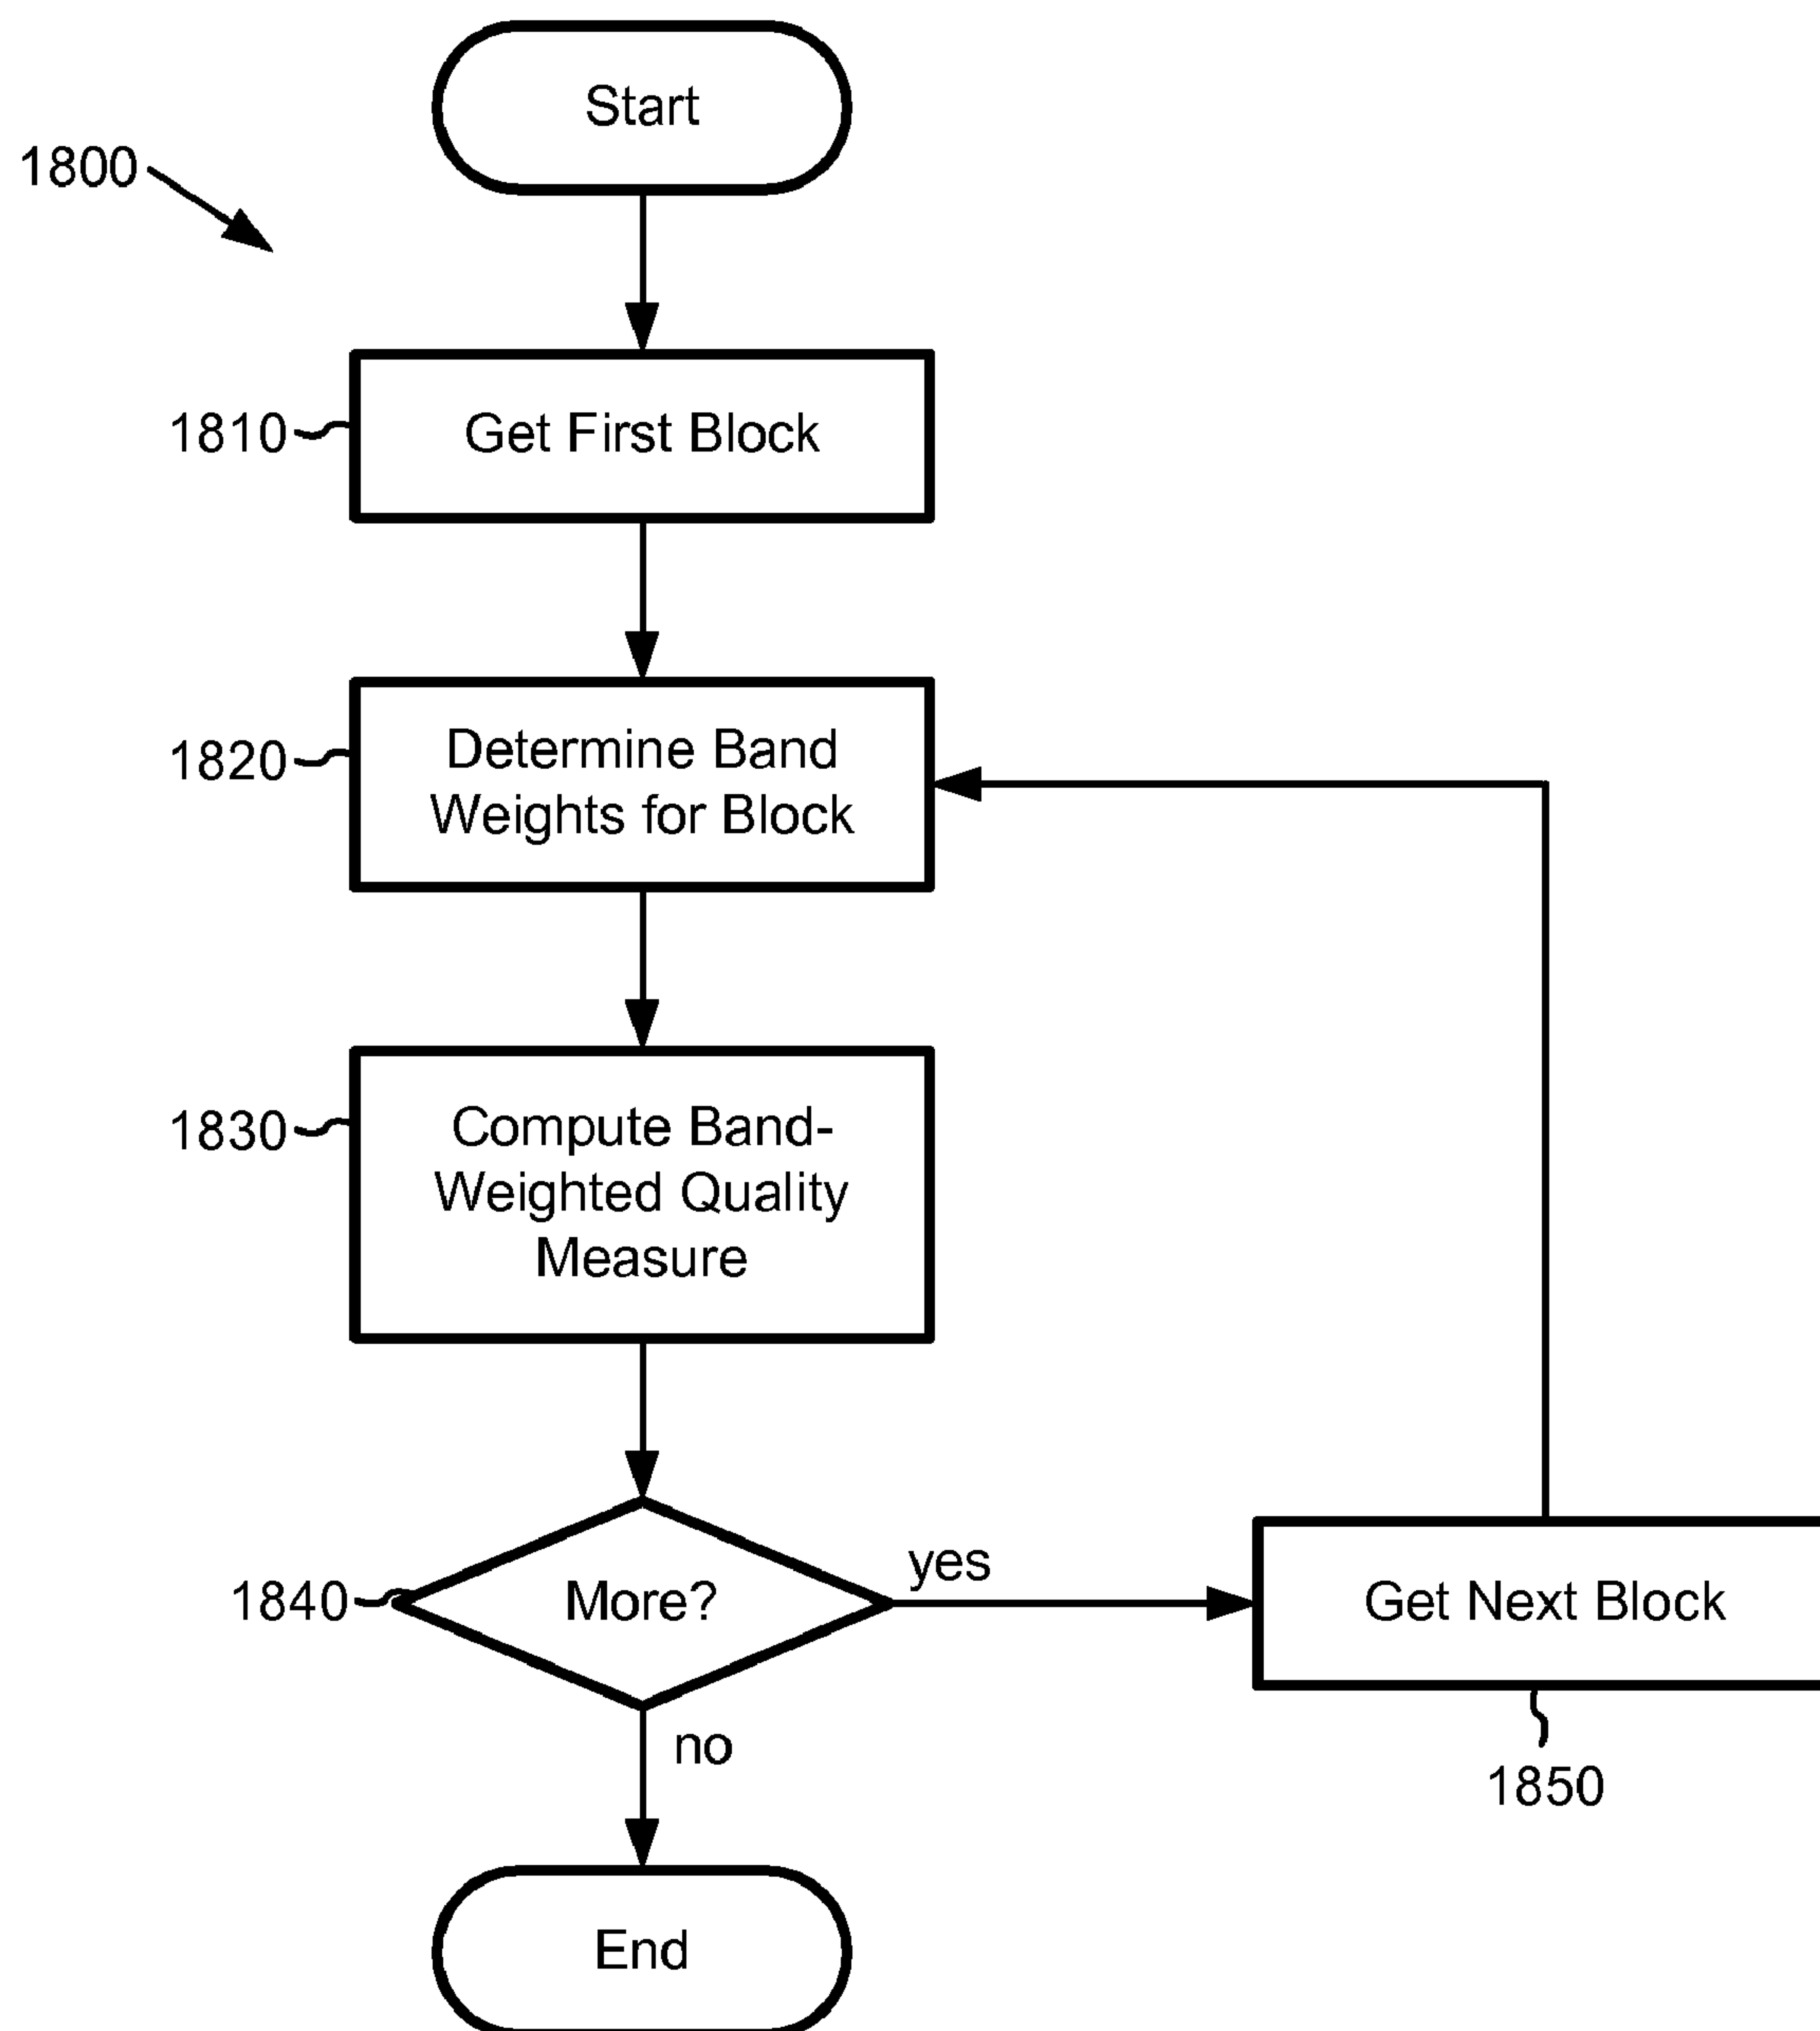 Start
1800
1810
Get First Block
1820
Determine Band
Weights for Block
1830
Compute Band-
Weighted Quality
Measure
1840
More?
yes
Get Next Block
1850
no
End